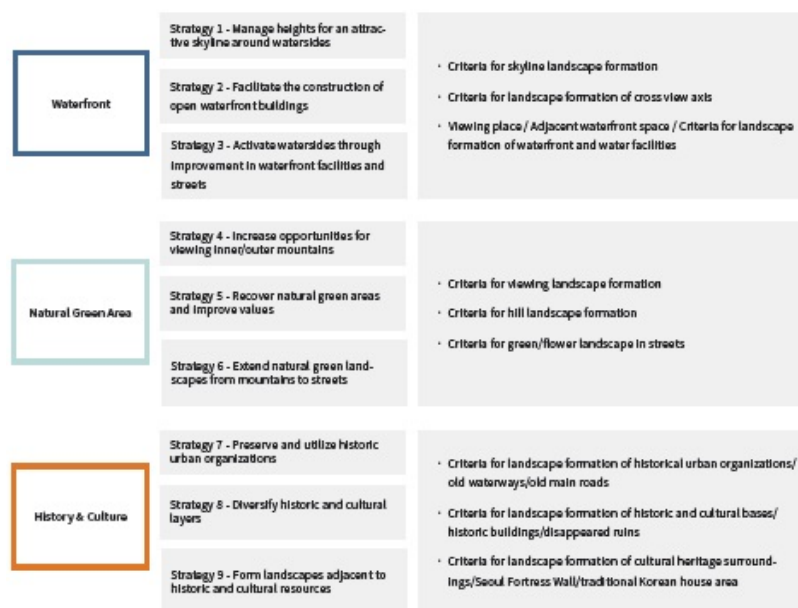 Waterfront
Strategy 1 - Manage heights for an attrac-
tive skyline around watersides
Strategy 2 - Facilitate the construction of
open waterfront buildings
Strategy 3 - Activate watersides through
improvement in waterfront facilities and
streets
· Criteria for skyline landscape formation
· Criteria for landscape formation of cross view axis
· Viewing place / Adjacent waterfront space / Criteria for landscape
formation of waterfront and water facilities
Natural Green Area
Strategy 4 - Increase opportunities for
viewing inner/outer mountains
Strategy 5 - Recover natural green areas
and improve values
Strategy 6 - Extend natural green land-
scapes from mountains to streets
· Criteria for viewing landscape formation
· Criteria for hill landscape formation
· Criteria for green/flower landscape in streets
History & Culture
Strategy 7 - Preserve and utilize historic
urban organizations
Strategy 8 - Diversify historic and cultural
layers
Strategy 9 - Form landscapes adjacent to
historic and cultural resources
· Criteria for landscape formation of historical urban organizations/
old waterways/old main roads
· Criteria for landscape formation of historic and cultural bases/
historic buildings/disappeared ruins
· Criteria for landscape formation of cultural heritage surround-
ings/Seoul Fortress Wall/traditional Korean house area